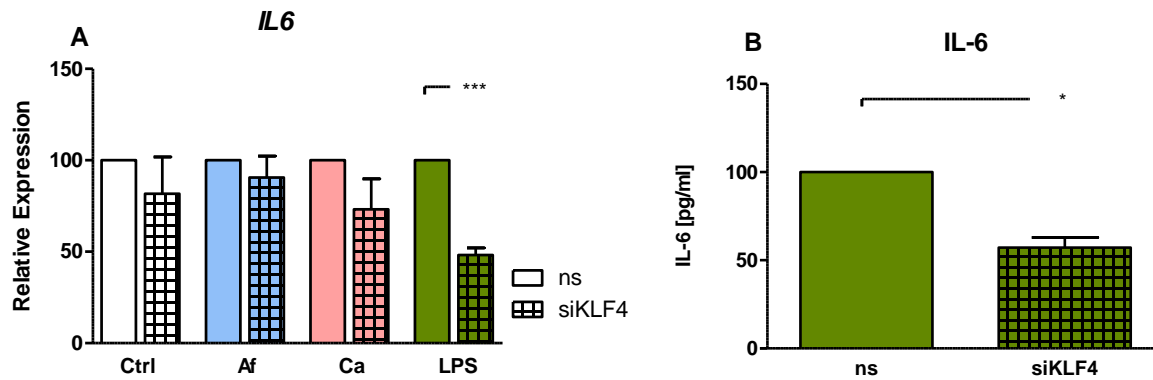 A
IL6
Relative Expression
150
100
50
0
***
Ctrl
Af
Ca
LPS
ns
siKLF4
B
IL-6
IL-6 [pg/ml]
150
100
50
0
*
ns
siKLF4